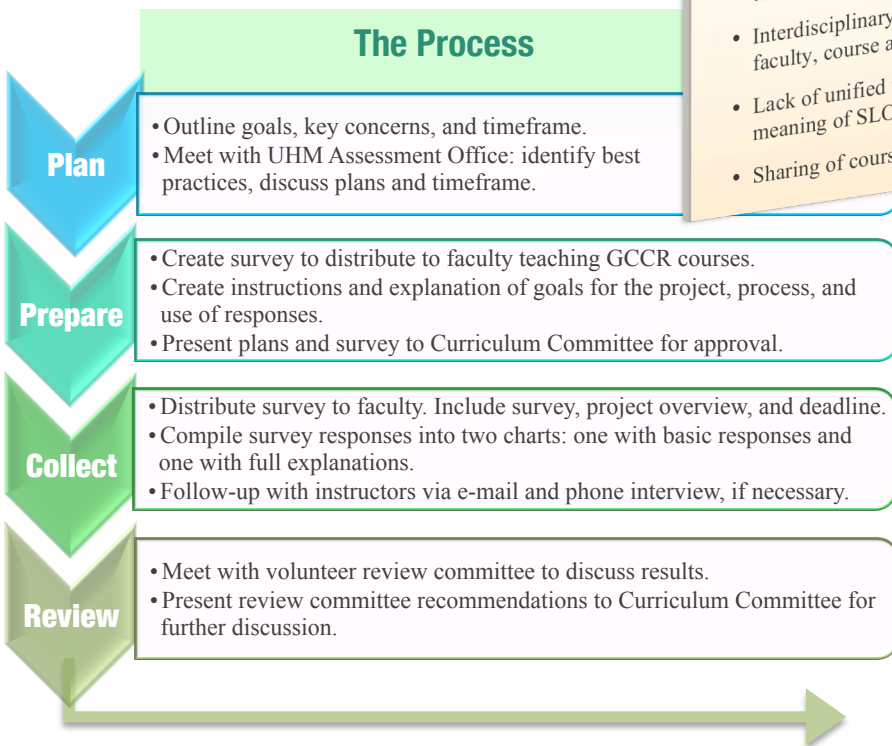 The Process
Plan
• Outline goals, key concerns, and timeframe.
• Meet with UHM Assessment Office: identify best
practices, discuss plans and timeframe.
Prepare
• Create survey to distribute to faculty teaching GCCR courses.
• Create instructions and explanation of goals for the project, process, and
use of responses.
• Present plans and survey to Curriculum Committee for approval.
Collect
• Distribute survey to faculty. Include survey, project overview, and deadline.
• Compile survey responses into two charts: one with basic responses and
one with full explanations.
• Follow-up with instructors via e-mail and phone interview, if necessary.
Review
• Meet with volunteer review committee to discuss results.
• Present review committee recommendations to Curriculum Committee for
further discussion.
• Interdisciplinary
faculty, course
• Lack of unified
meaning of
• Sharing of